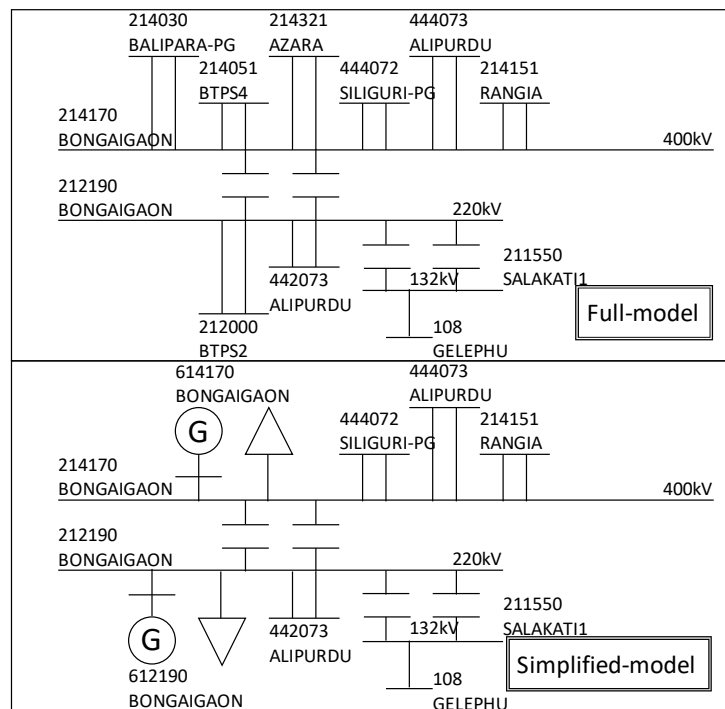 214030
BALIPARA-PG
214321
AZARA
444073
ALIPURDU
214051
BTPS4
444072
SILIGURI-PG
214151
RANGIA
214170
BONGAIGAON
400kV
212190
BONGAIGAON
220kV
442073
ALIPURDU
132kV
211550
SALAKATI1
212000
BTPS2
108
GELEPHU
Full-model
614170
BONGAIGAON
444073
ALIPURDU
G
444072
SILIGURI-PG
214151
RANGIA
214170
BONGAIGAON
400kV
212190
BONGAIGAON
220kV
442073
ALIPURDU
132kV
211550
SALAKATI1
G
612190
BONGAIGAON
108
GELEPHU
Simplified-model